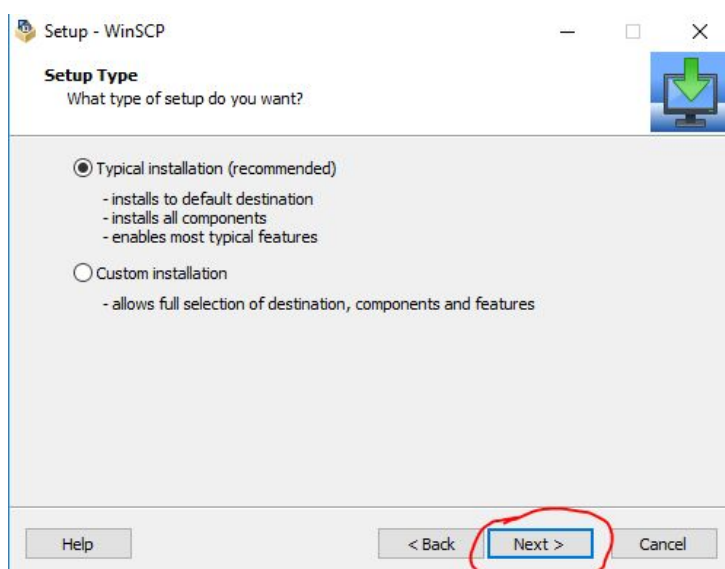 Setup - WinSCP
Setup Type
What type of setup do you want?
Typical installation (recommended)
- installs to default destination
- installs all components
- enables most typical features
Custom installation
- allows full selection of destination, components and features
Help
< Back
Next >
Cancel